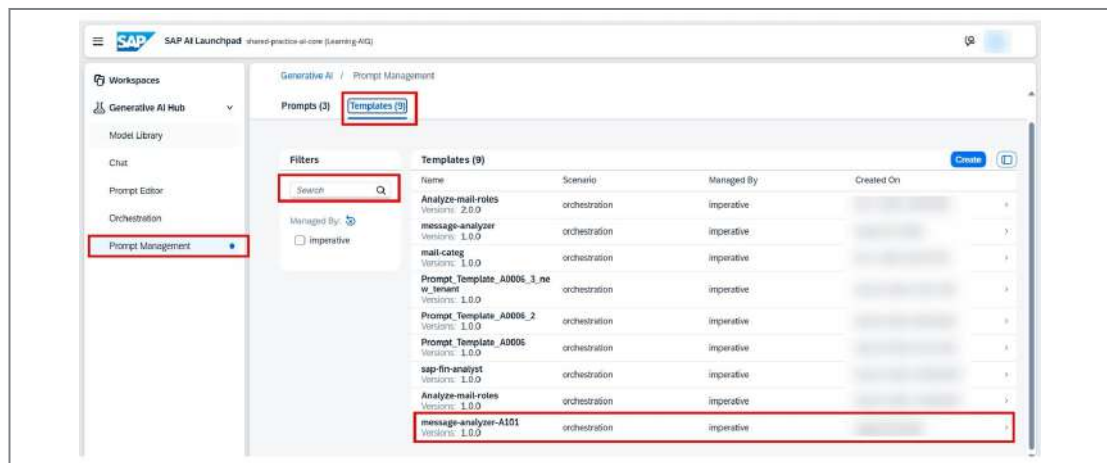 SAP SAP AI Launchpad shared-practice-ai-core (Learning-AIQ)
Workspaces
Generative AI Hub
Model Library
Chat
Prompt Editor
Orchestration
Prompt Management
Generative AI / Prompt Management
Prompts (3) Templates (9)
Filters
Search
Managed By:
imperative
Templates (9) Create
Name Scenario Managed By Created On
Analyze-mail-roles orchestration imperative
Versions: 2.0.0
message-analyzer orchestration imperative
Versions: 1.0.0
mail-categ orchestration imperative
Versions: 1.0.0
Prompt_Template_A0006_3_ne
w_tenant orchestration imperative
Versions: 1.0.0
Prompt_Template_A0006_2 orchestration imperative
Versions: 1.0.0
Prompt_Template_A0006 orchestration imperative
Versions: 1.0.0
sap-fin-analyst orchestration imperative
Versions: 1.0.0
Analyze-mail-roles orchestration imperative
Versions: 1.0.0
message-analyzer-A101 orchestration imperative
Versions: 1.0.0